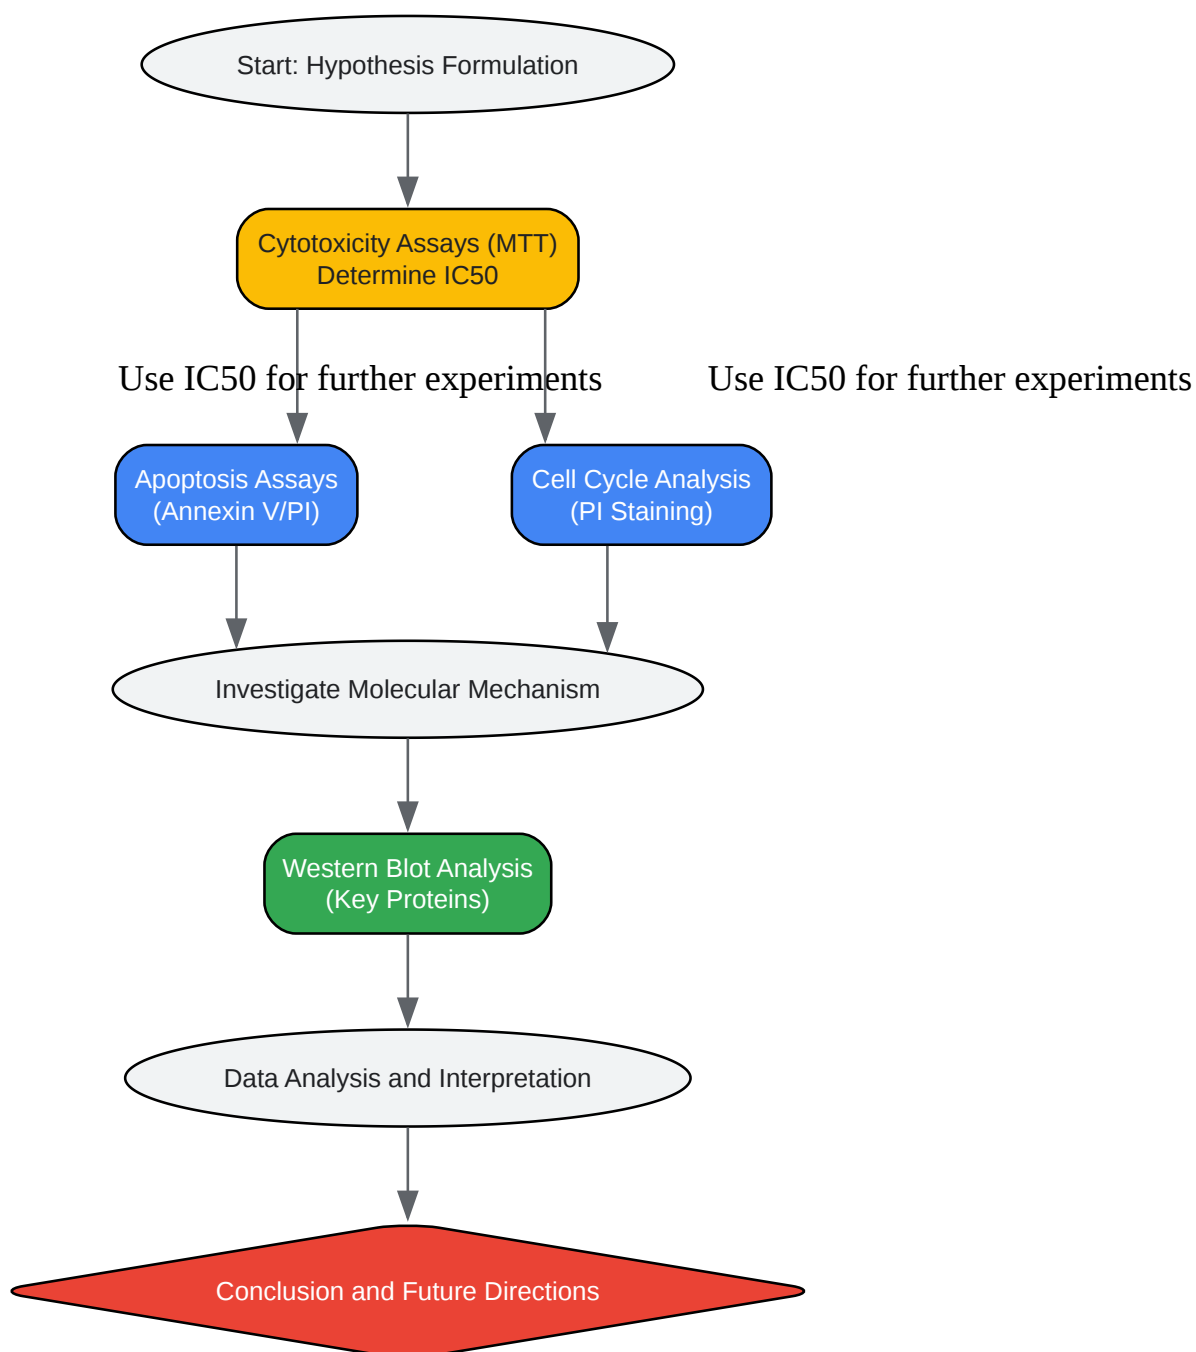 Start: Hypothesis Formulation
Cytotoxicity Assays (MTT)
Determine IC50
Use IC50 for further experiments
Use IC50 for further experiments
Apoptosis Assays
(Annexin V/PI)
Cell Cycle Analysis
(PI Staining)
Investigate Molecular Mechanism
Western Blot Analysis
(Key Proteins)
Data Analysis and Interpretation
Conclusion and Future Directions